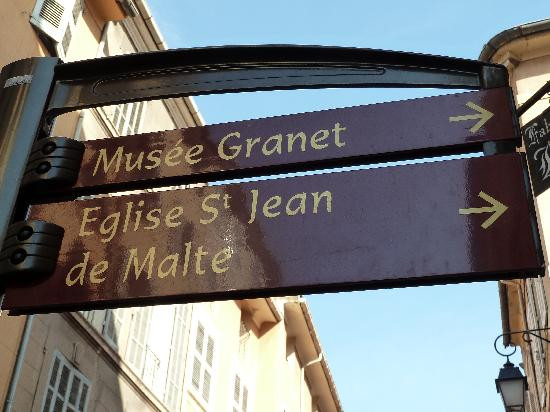 Musée Granet
Eglise St Jean
de Malte